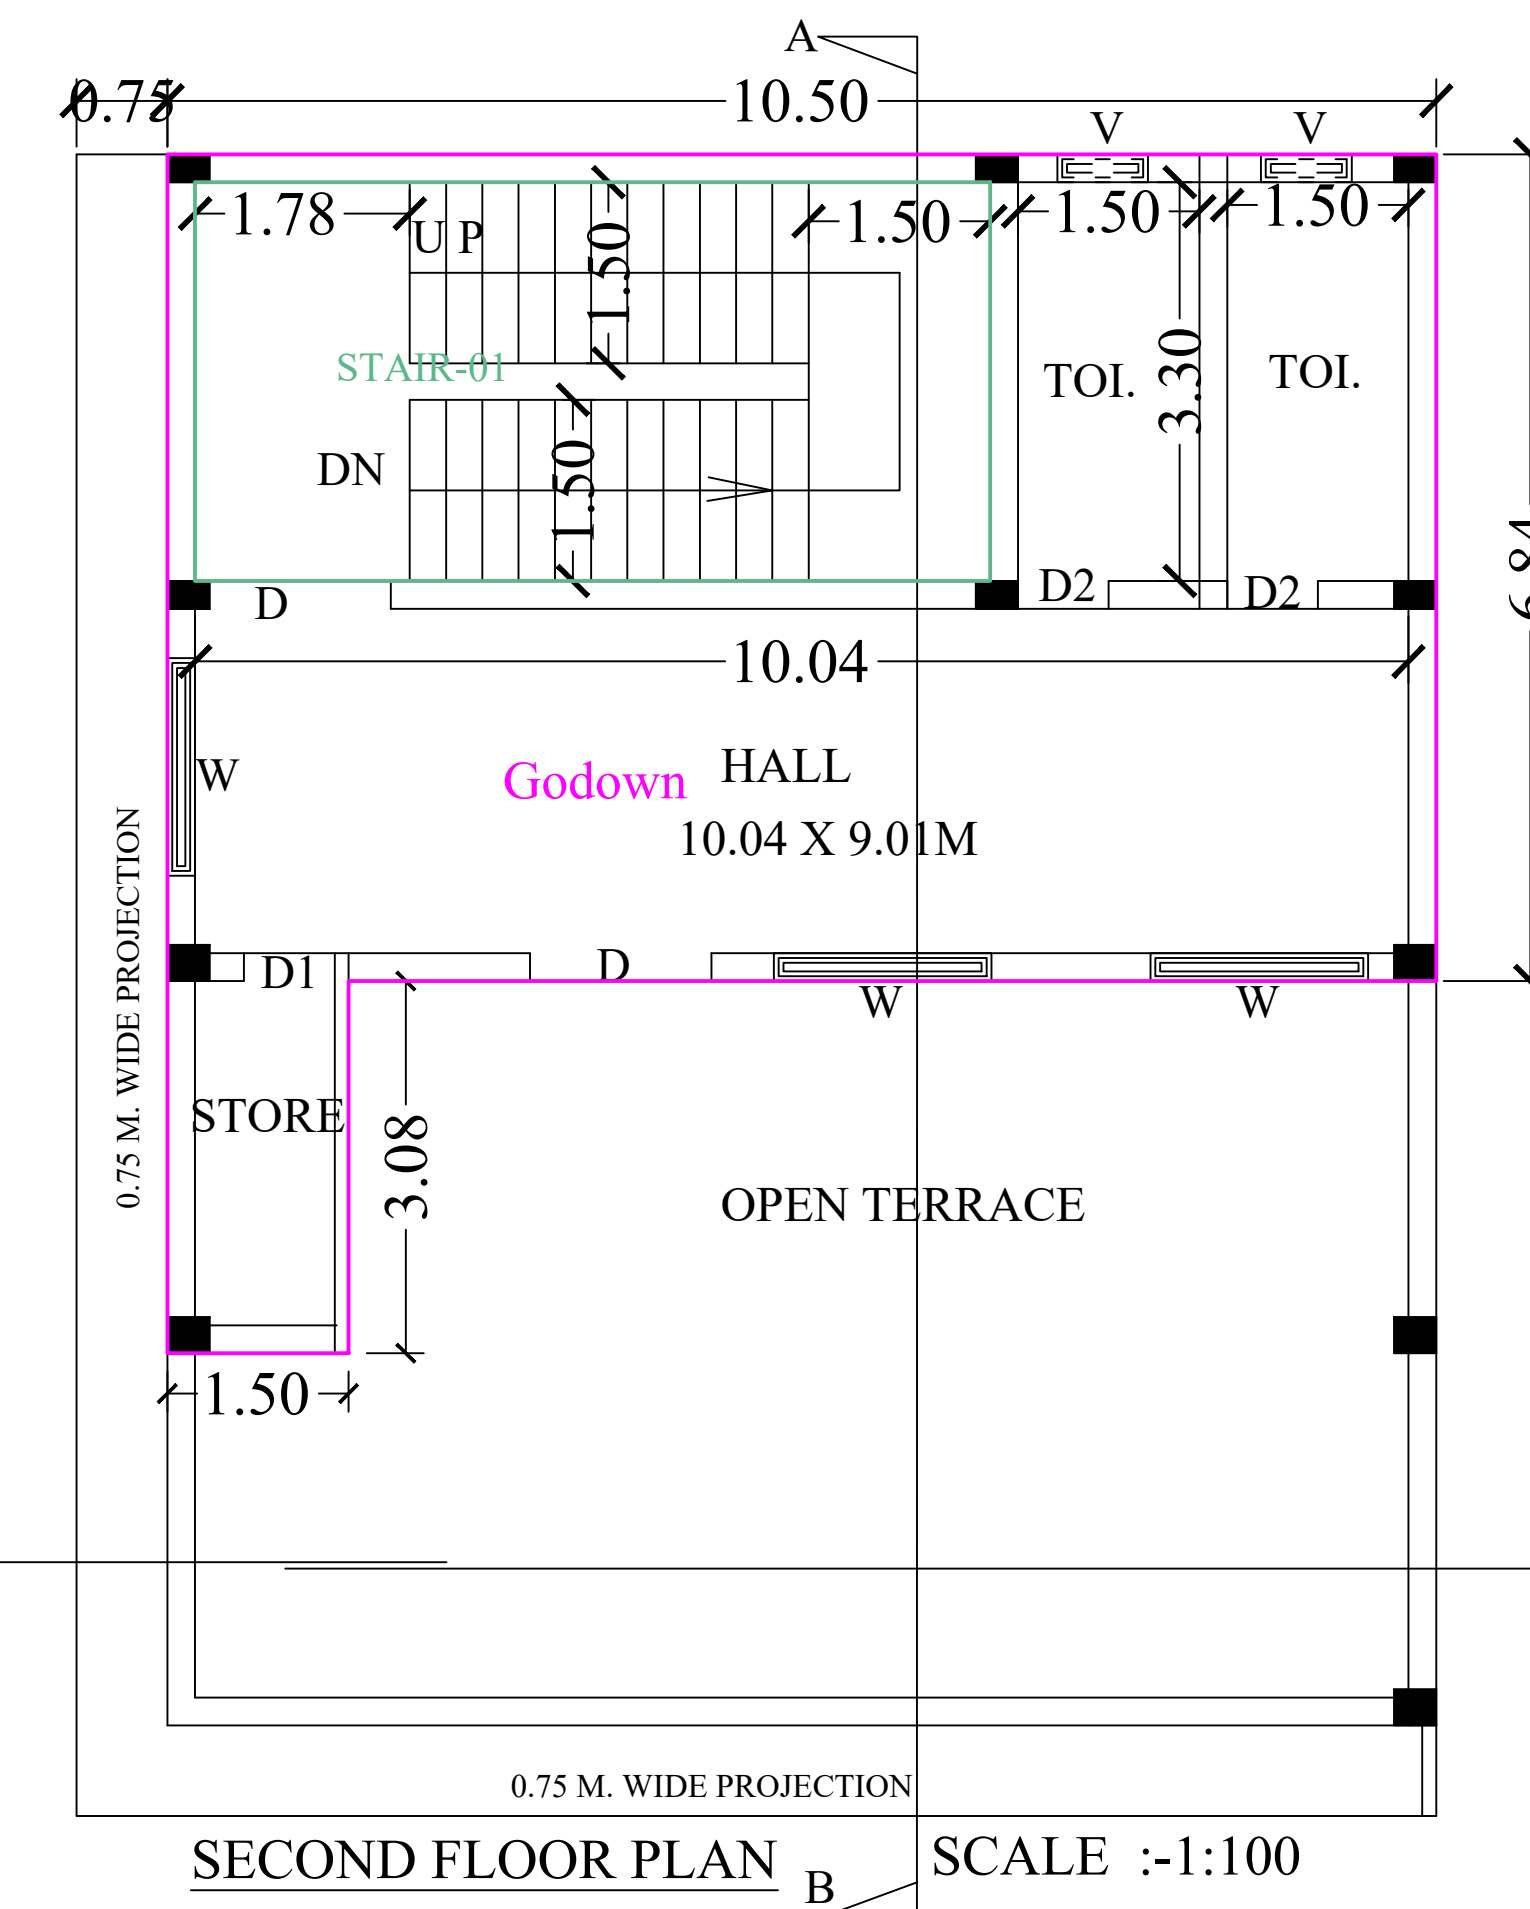 A
0.75
10.50
V
V
1.78
U P
1.50
1.50
1.50
1.50
STAIR-01
TOI.
3.30
TOI.
DN
1.50
6.84
D
D2
D2
10.04
W
Godown
HALL
10.04 X 9.01M
0.75 M. WIDE PROJECTION
D1
D
W
W
STORE
3.08
OPEN TERRACE
1.50
0.75 M. WIDE PROJECTION
SECOND FLOOR PLAN
SCALE :-1:100
B